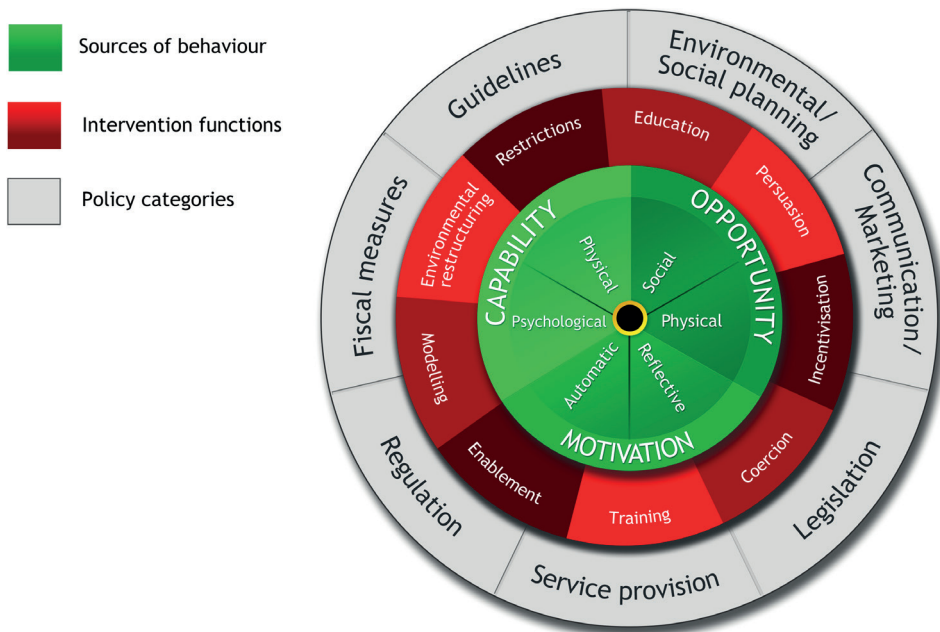 Sources of behaviour
Intervention functions
Policy categories
Environmental/
Social planning
Communication/
Marketing
Legislation
Service provision
Regulation
Fiscal measures
Guidelines
Education
Persuasion
Incentivisation
Coercion
Training
Enablement
Modelling
Environmental
restructuring
Restrictions
CAPABILITY
OPPORTUNITY
MOTIVATION
Physical
Social
Psychological
Physical
Automatic
Reflective